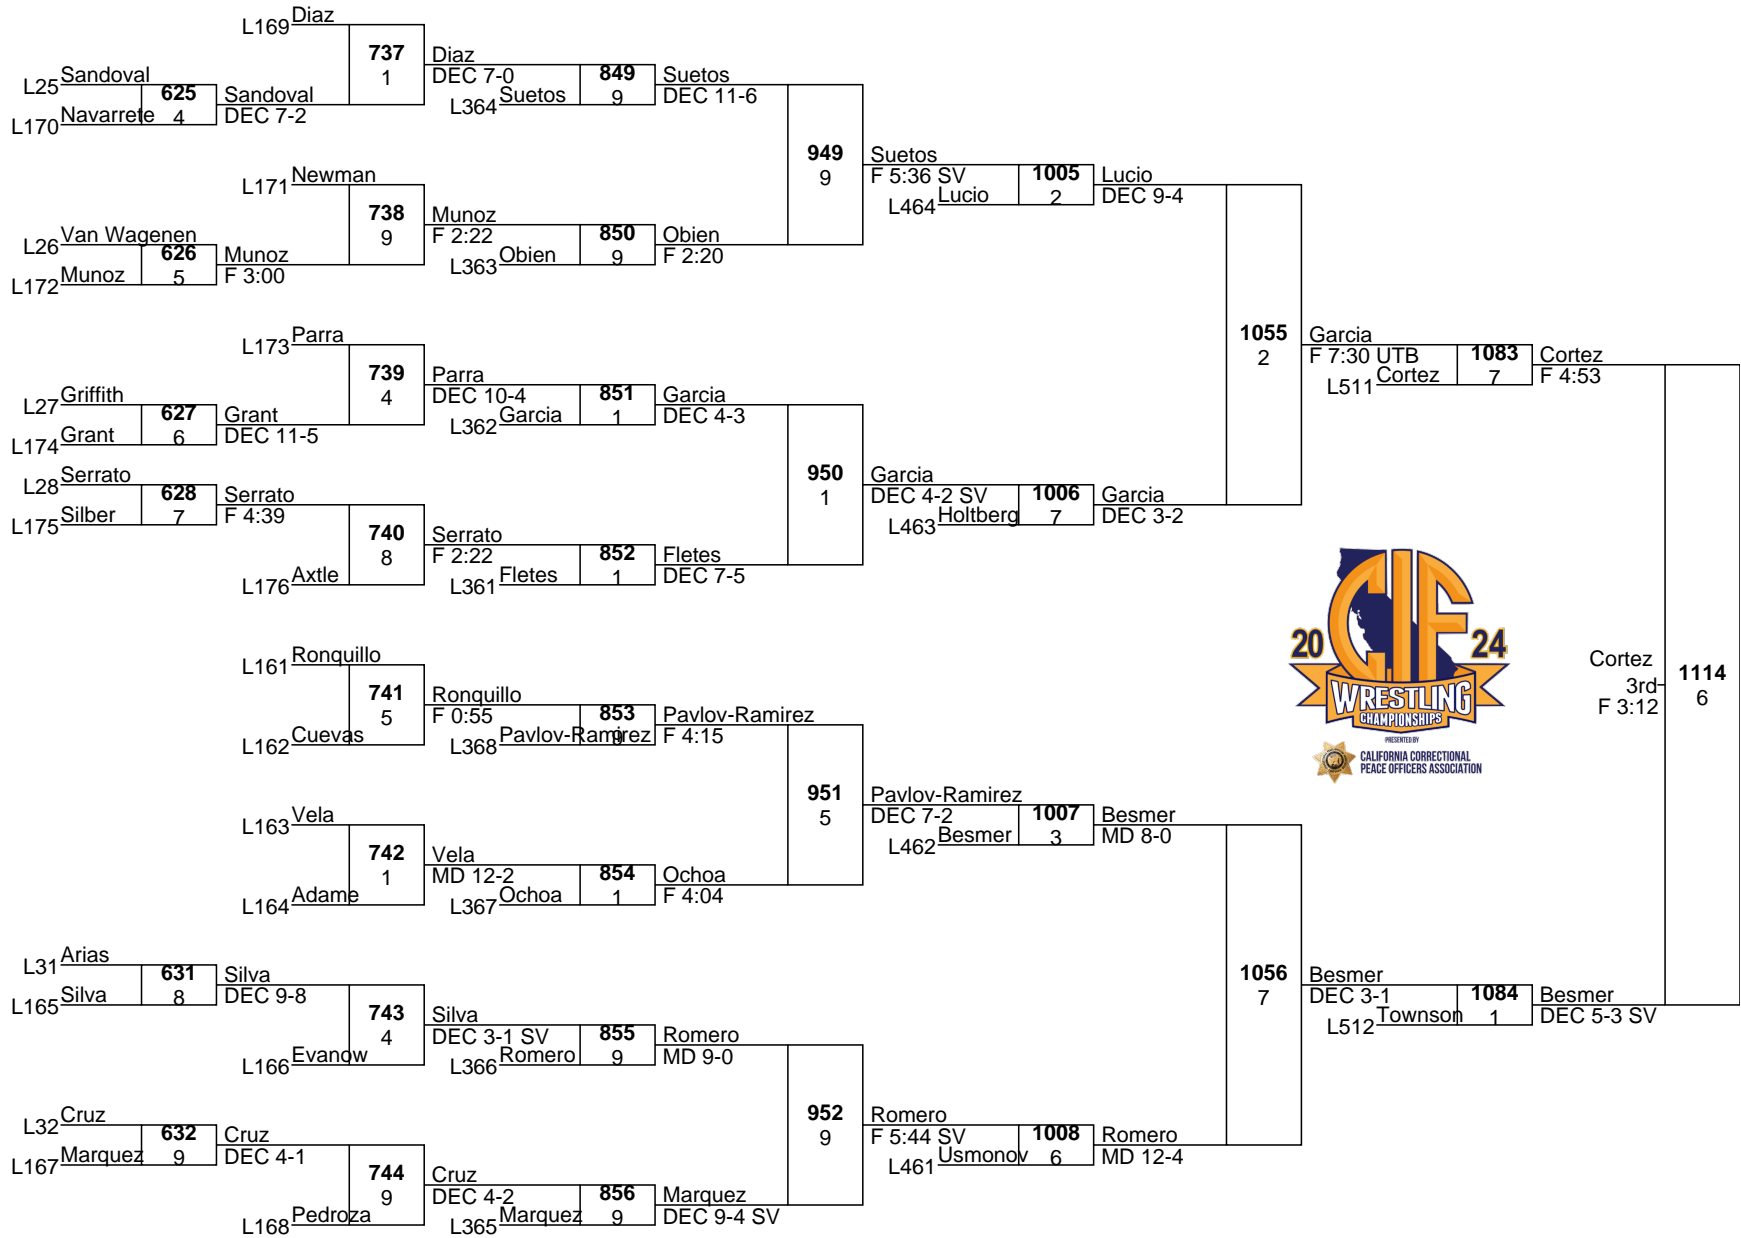 Diaz
L169
737
1
Diaz
DEC 7-0
Sandoval
L25
625
4
Sandoval
DEC 7-2
Navarrete
L170
849
9
Suetos
L364
Suetos
DEC 11-6
949
9
Suetos
F 5:36 SV
Newman
L171
738
9
Munoz
F 2:22
Van Wagenen
L26
626
5
Munoz
F 3:00
Munoz
L172
850
9
Obien
L363
Obien
F 2:20
1005
2
Lucio
L464
Lucio
DEC 9-4
1055
2
Garcia
F 7:30 UTB
Parra
L173
739
4
Parra
DEC 10-4
Griffith
L27
627
6
Grant
DEC 11-5
Grant
L174
851
1
Garcia
L362
Garcia
DEC 4-3
950
1
Garcia
DEC 4-2 SV
Serrato
L28
628
7
Serrato
F 4:39
Silber
L175
740
8
Serrato
F 2:22
Axtle
L176
852
1
Fletes
L361
Fletes
DEC 7-5
1006
7
Holtberg
L463
Garcia
DEC 3-2
1083
7
Cortez
L511
Cortez
F 4:53
20
CIF
24
WRESTLING
CHAMPIONSHIPS
PRESENTED BY
CALIFORNIA CORRECTIONAL
PEACE OFFICERS ASSOCIATION
Cortez
3rd
F 3:12
1114
6
Ronquillo
L161
741
5
Ronquillo
F 0:55
Cuevas
L162
853
Pavlov-Ramirez
L368
Pavlov-Ramirez
F 4:15
951
5
Pavlov-Ramirez
DEC 7-2
Vela
L163
742
1
Vela
MD 12-2
Adame
L164
854
1
Ochoa
L367
Ochoa
F 4:04
1007
3
Besmer
L462
Besmer
MD 8-0
1056
7
Besmer
DEC 3-1
Arias
L31
631
8
Silva
DEC 9-8
Silva
L165
743
4
Silva
DEC 3-1 SV
Evanow
L166
855
9
Romero
L366
Romero
MD 9-0
952
9
Romero
F 5:44 SV
Cruz
L32
632
9
Cruz
DEC 4-1
Marquez
L167
744
9
Cruz
DEC 4-2
Pedroza
L168
856
9
Marquez
L365
Marquez
DEC 9-4 SV
1008
6
Usmonov
L461
Romero
MD 12-4
1084
1
Townson
L512
Besmer
DEC 5-3 SV